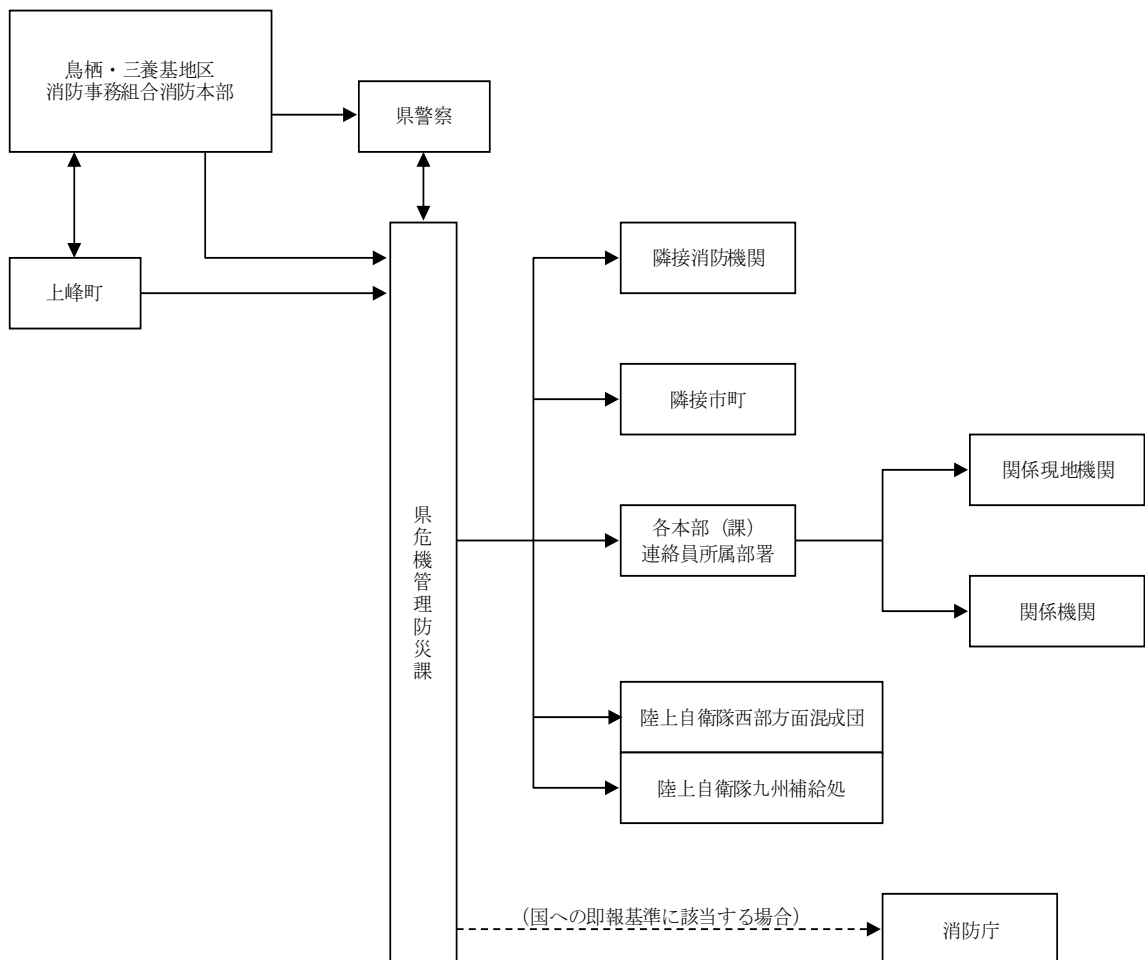 鳥栖・三養基地区
消防事務組合消防本部
県警察
上峰町
県危機管理防災課
隣接消防機関
隣接市町
各本部（課）
連絡員所属部署
関係現地機関
関係機関
陸上自衛隊西部方面混成団
陸上自衛隊九州補給処
（国への即報基準に該当する場合）
消防庁